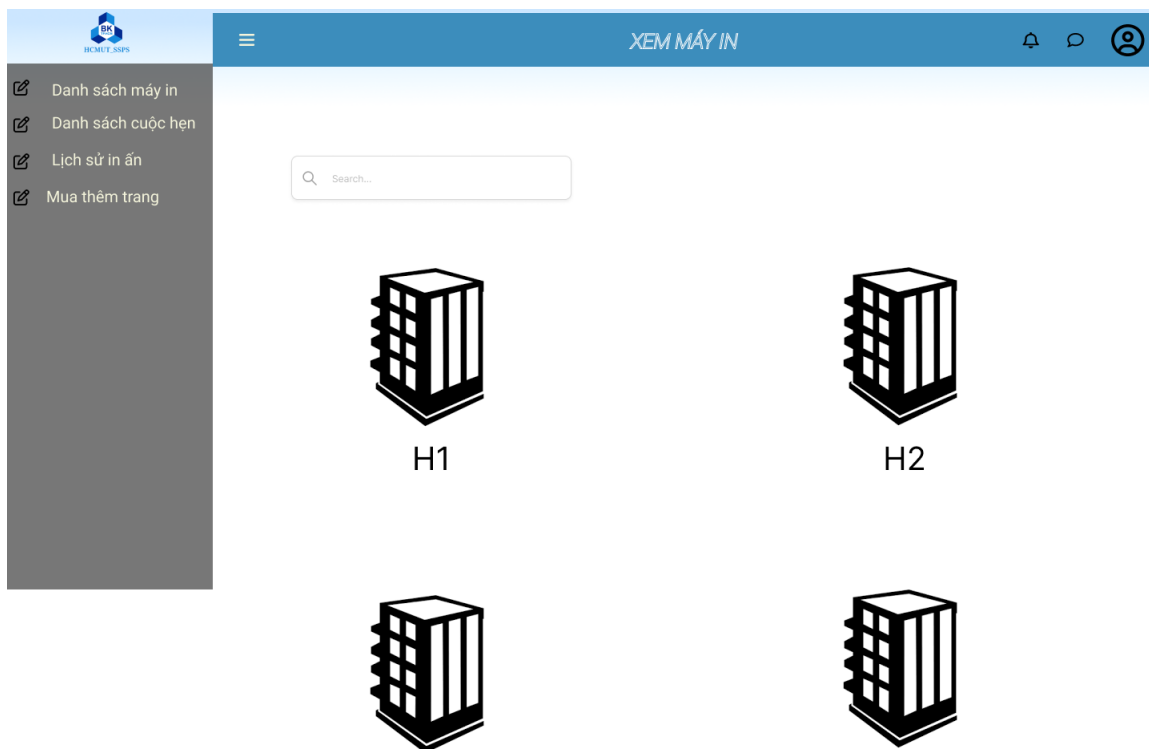 BK
HCMUT_SSPS
XEM MÁY IN
Danh sách máy in
Danh sách cuộc hẹn
Lịch sử in ấn
Mua thêm trang
Search...
H1
H2